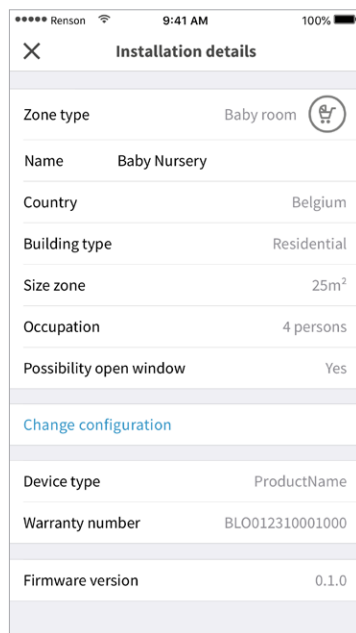 Renson 9:41 AM 100%
Installation details
Zone type Baby room
Name Baby Nursery
Country Belgium
Building type Residential
Size zone 25m²
Occupation 4 persons
Possibility open window Yes
Change configuration
Device type ProductName
Warranty number BLO012310001000
Firmware version 0.1.0